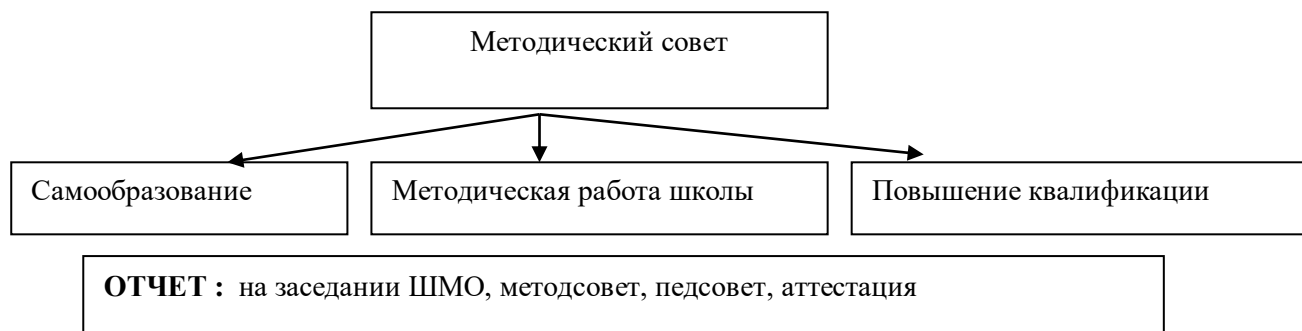 Методический совет
Самообразование
Методическая работа школы
Повышение квалификации
ОТЧЕТ : на заседании ШМО, методсовет, педсовет, аттестация